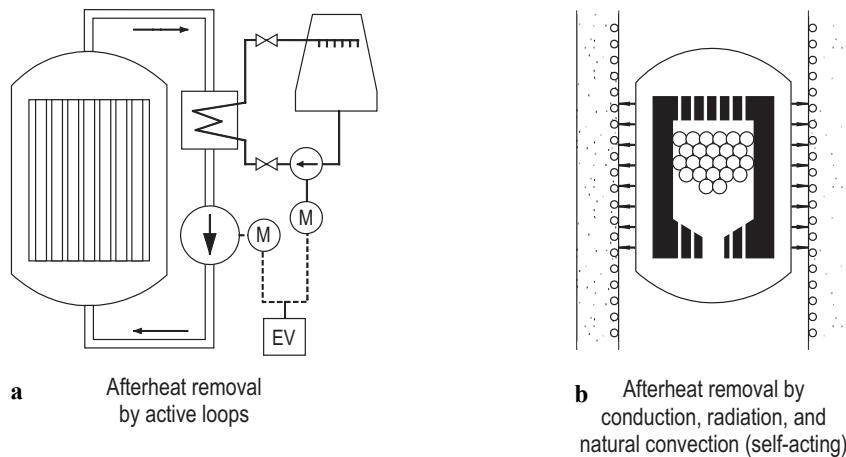 M
M
EV
a
Afterheat removal
by active loops
b
Afterheat removal by
conduction, radiation, and
natural convection (self-acting)